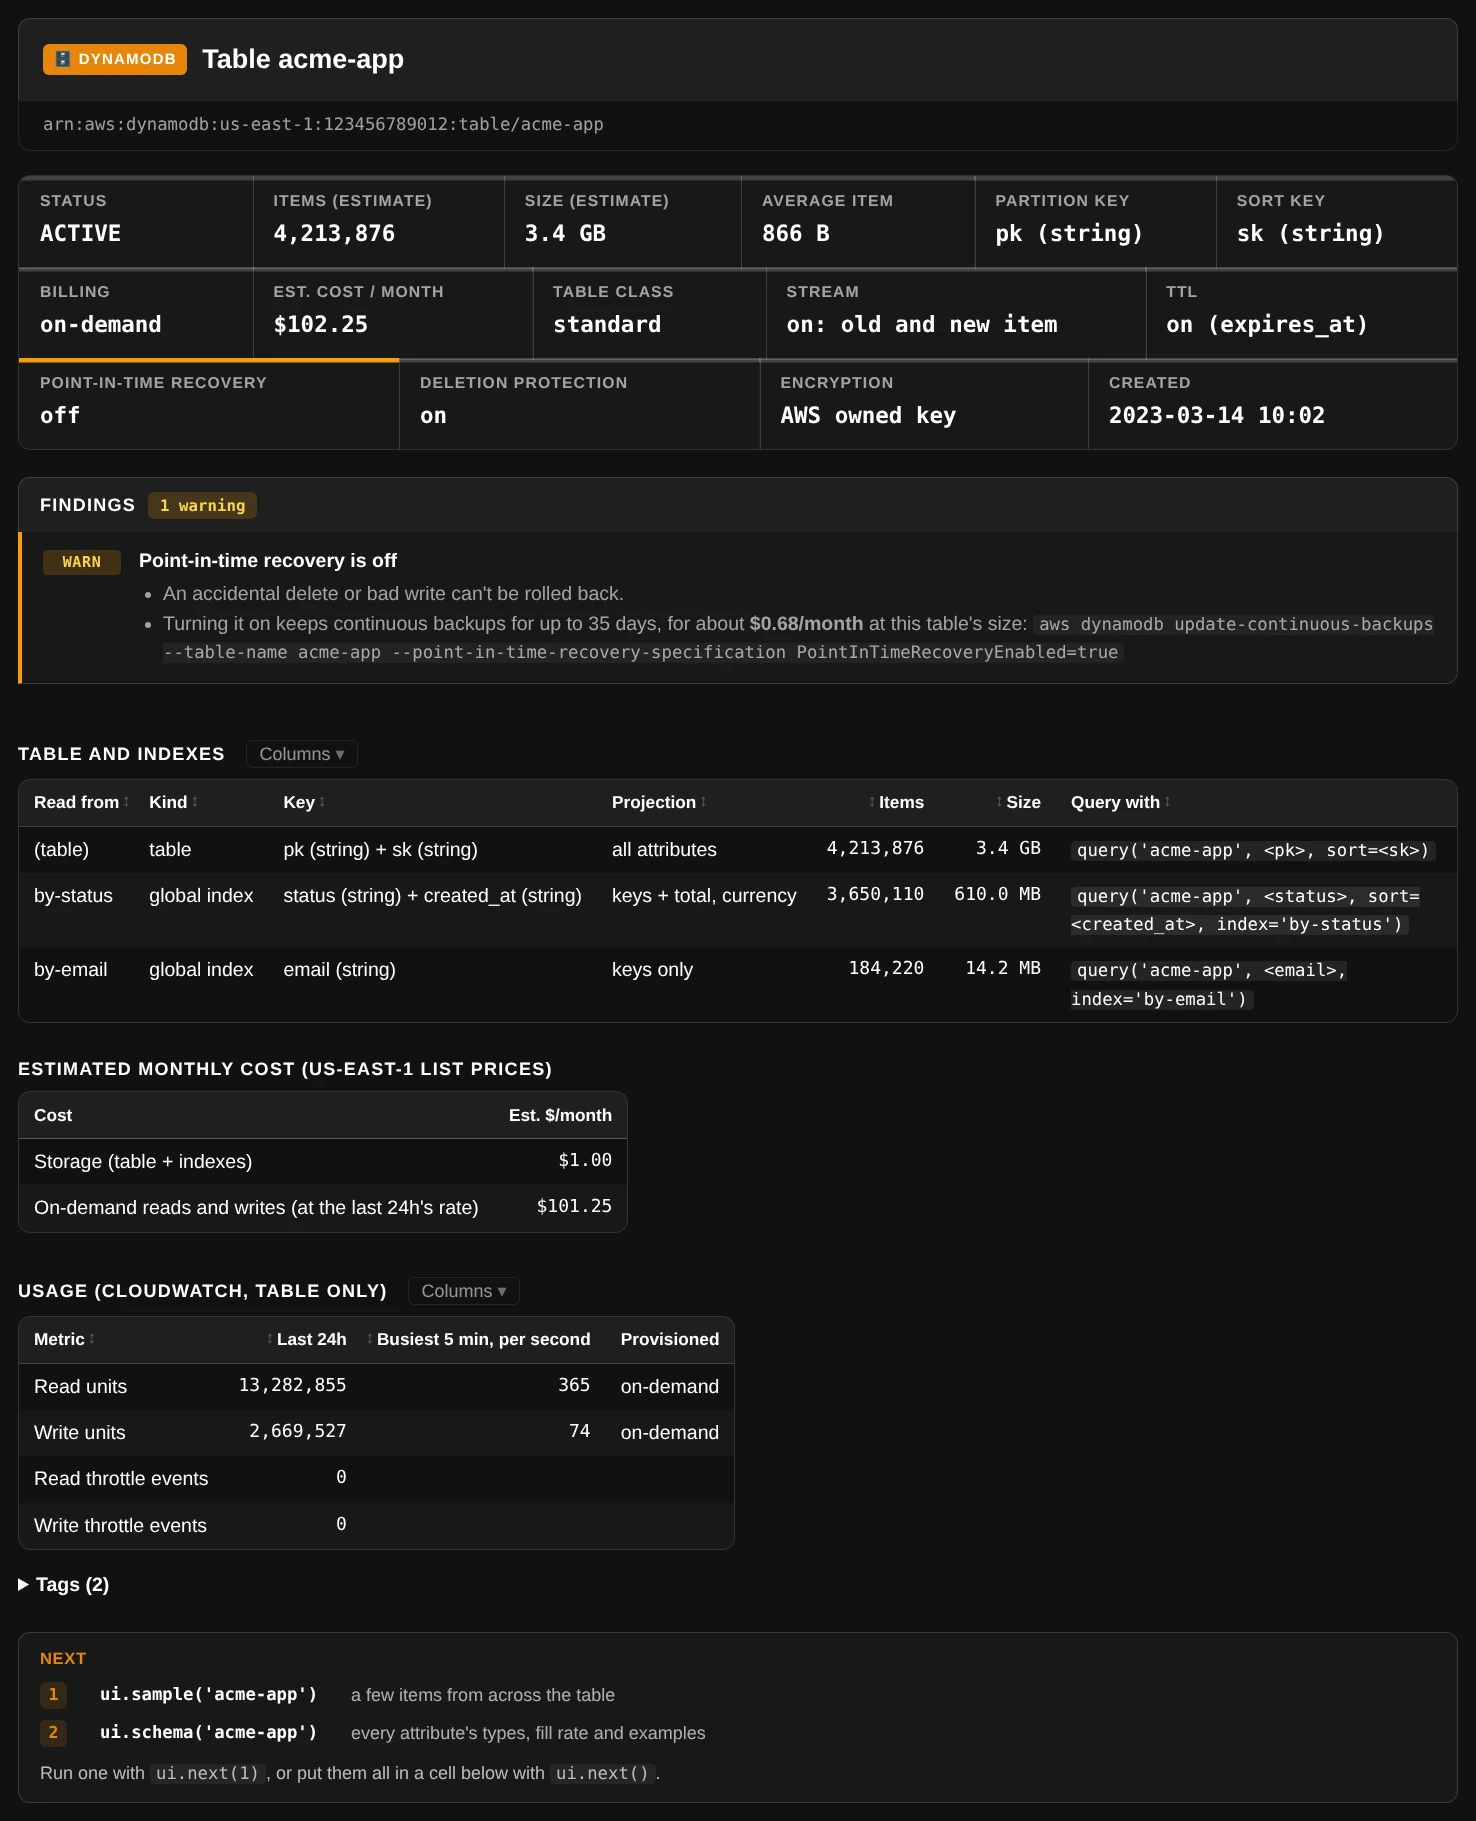 DYNAMODB Table acme-app
arn:aws:dynamodb:us-east-1:123456789012:table/acme-app
STATUS ITEMS (ESTIMATE) SIZE (ESTIMATE) AVERAGE ITEM PARTITION KEY SORT KEY
ACTIVE 4,213,876 3.4 GB 866 B pk (string) sk (string)
BILLING EST. COST / MONTH TABLE CLASS STREAM TTL
on-demand $102.25 standard on: old and new item on (expires_at)
POINT-IN-TIME RECOVERY DELETION PROTECTION ENCRYPTION CREATED
off on AWS owned key 2023-03-14 10:02
FINDINGS 1 warning
WARN Point-in-time recovery is off
• An accidental delete or bad write can't be rolled back.
• Turning it on keeps continuous backups for up to 35 days, for about $0.68/month at this table's size: aws dynamodb update-continuous-backups
--table-name acme-app --point-in-time-recovery-specification PointInTimeRecoveryEnabled=true
TABLE AND INDEXES Columns ▾
Read from↕ Kind↕ Key↕ Projection↕ ↕Items ↕Size Query with↕
(table) table pk (string) + sk (string) all attributes 4,213,876 3.4 GB query('acme-app', <pk>, sort=<sk>)
by-status global index status (string) + created_at (string) keys + total, currency 3,650,110 610.0 MB query('acme-app', <status>, sort=
<created_at>, index='by-status')
by-email global index email (string) keys only 184,220 14.2 MB query('acme-app', <email>,
index='by-email')
ESTIMATED MONTHLY COST (US-EAST-1 LIST PRICES)
Cost Est. $/month
Storage (table + indexes) $1.00
On-demand reads and writes (at the last 24h's rate) $101.25
USAGE (CLOUDWATCH, TABLE ONLY) Columns ▾
Metric↕ ↕Last 24h ↕Busiest 5 min, per second Provisioned
Read units 13,282,855 365 on-demand
Write units 2,669,527 74 on-demand
Read throttle events 0
Write throttle events 0
▶ Tags (2)
NEXT
1 ui.sample('acme-app') a few items from across the table
2 ui.schema('acme-app') every attribute's types, fill rate and examples
Run one with ui.next(1), or put them all in a cell below with ui.next().